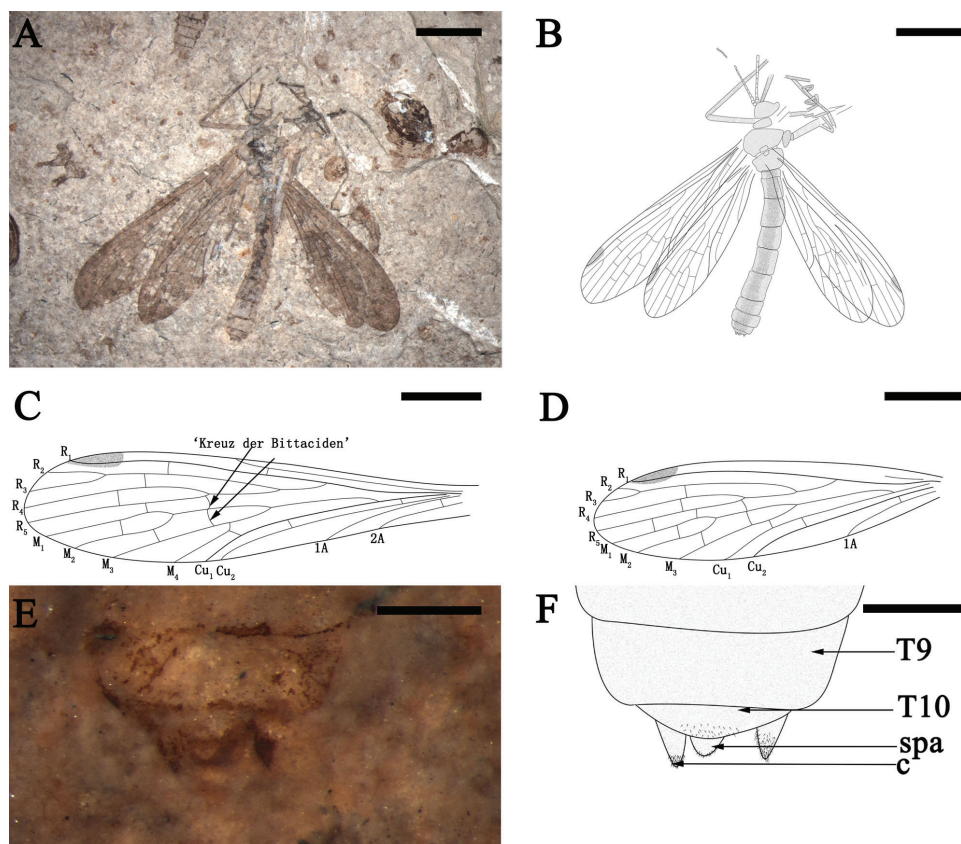 A
B
C
'Kreuz der Bittaciden'
R1
R2
R3
R4
R5
M1
M2
M3
M4
Cu1
Cu2
1A
2A
D
R1
R2
R3
R4
R5
M1
M2
M3
Cu1
Cu2
1A
E
F
T9
T10
spa
c